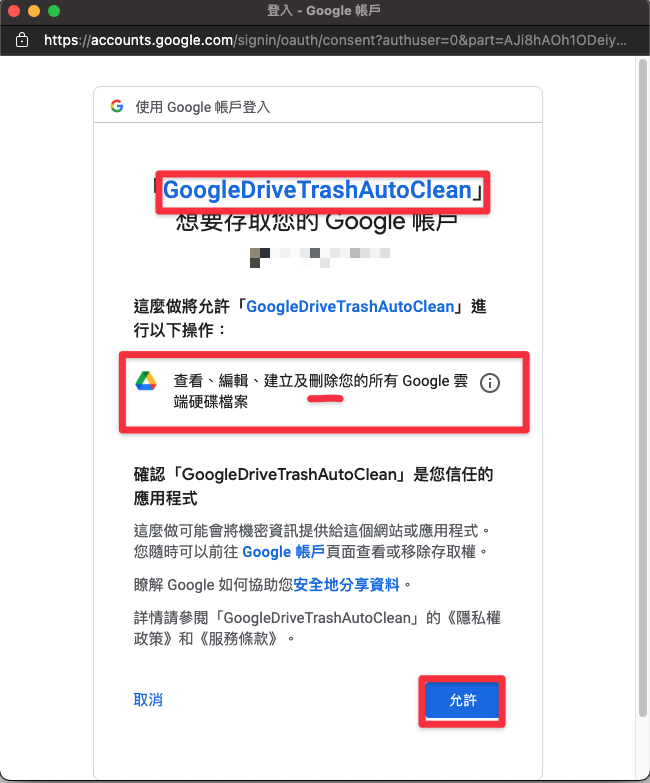 登入 - Google 帳戶
https://accounts.google.com/signin/oauth/consent?authuser=0&part=AJi8hAOh1ODeiy...
使用 Google 帳戶登入
「GoogleDriveTrashAutoClean」
想要存取您的 Google 帳戶
這麼做將允許「GoogleDriveTrashAutoClean」進
行以下操作：
查看、編輯、建立及刪除您的所有 Google 雲
端硬碟檔案
確認「GoogleDriveTrashAutoClean」是您信任的
應用程式
這麼做可能會將機密資訊提供給這個網站或應用程式。
您隨時可以前往 Google 帳戶頁面查看或移除存取權。
瞭解 Google 如何協助您安全地分享資料。
詳情請參閱「GoogleDriveTrashAutoClean」的《隱私權
政策》和《服務條款》。
取消
允許